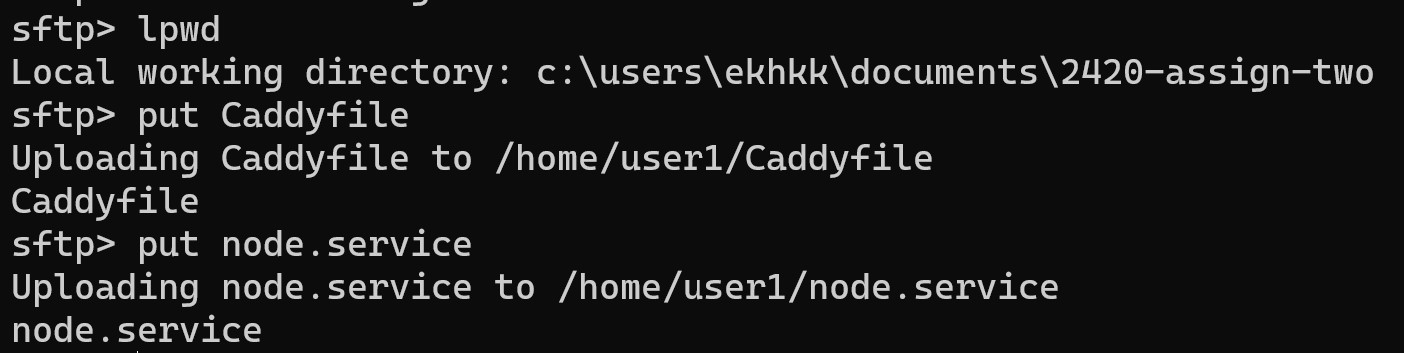 sftp> lpwd
Local working directory: c:\users\ekhkk\documents\2420-assign-two
sftp> put Caddyfile
Uploading Caddyfile to /home/user1/Caddyfile
Caddyfile
sftp> put node.service
Uploading node.service to /home/user1/node.service
node.service